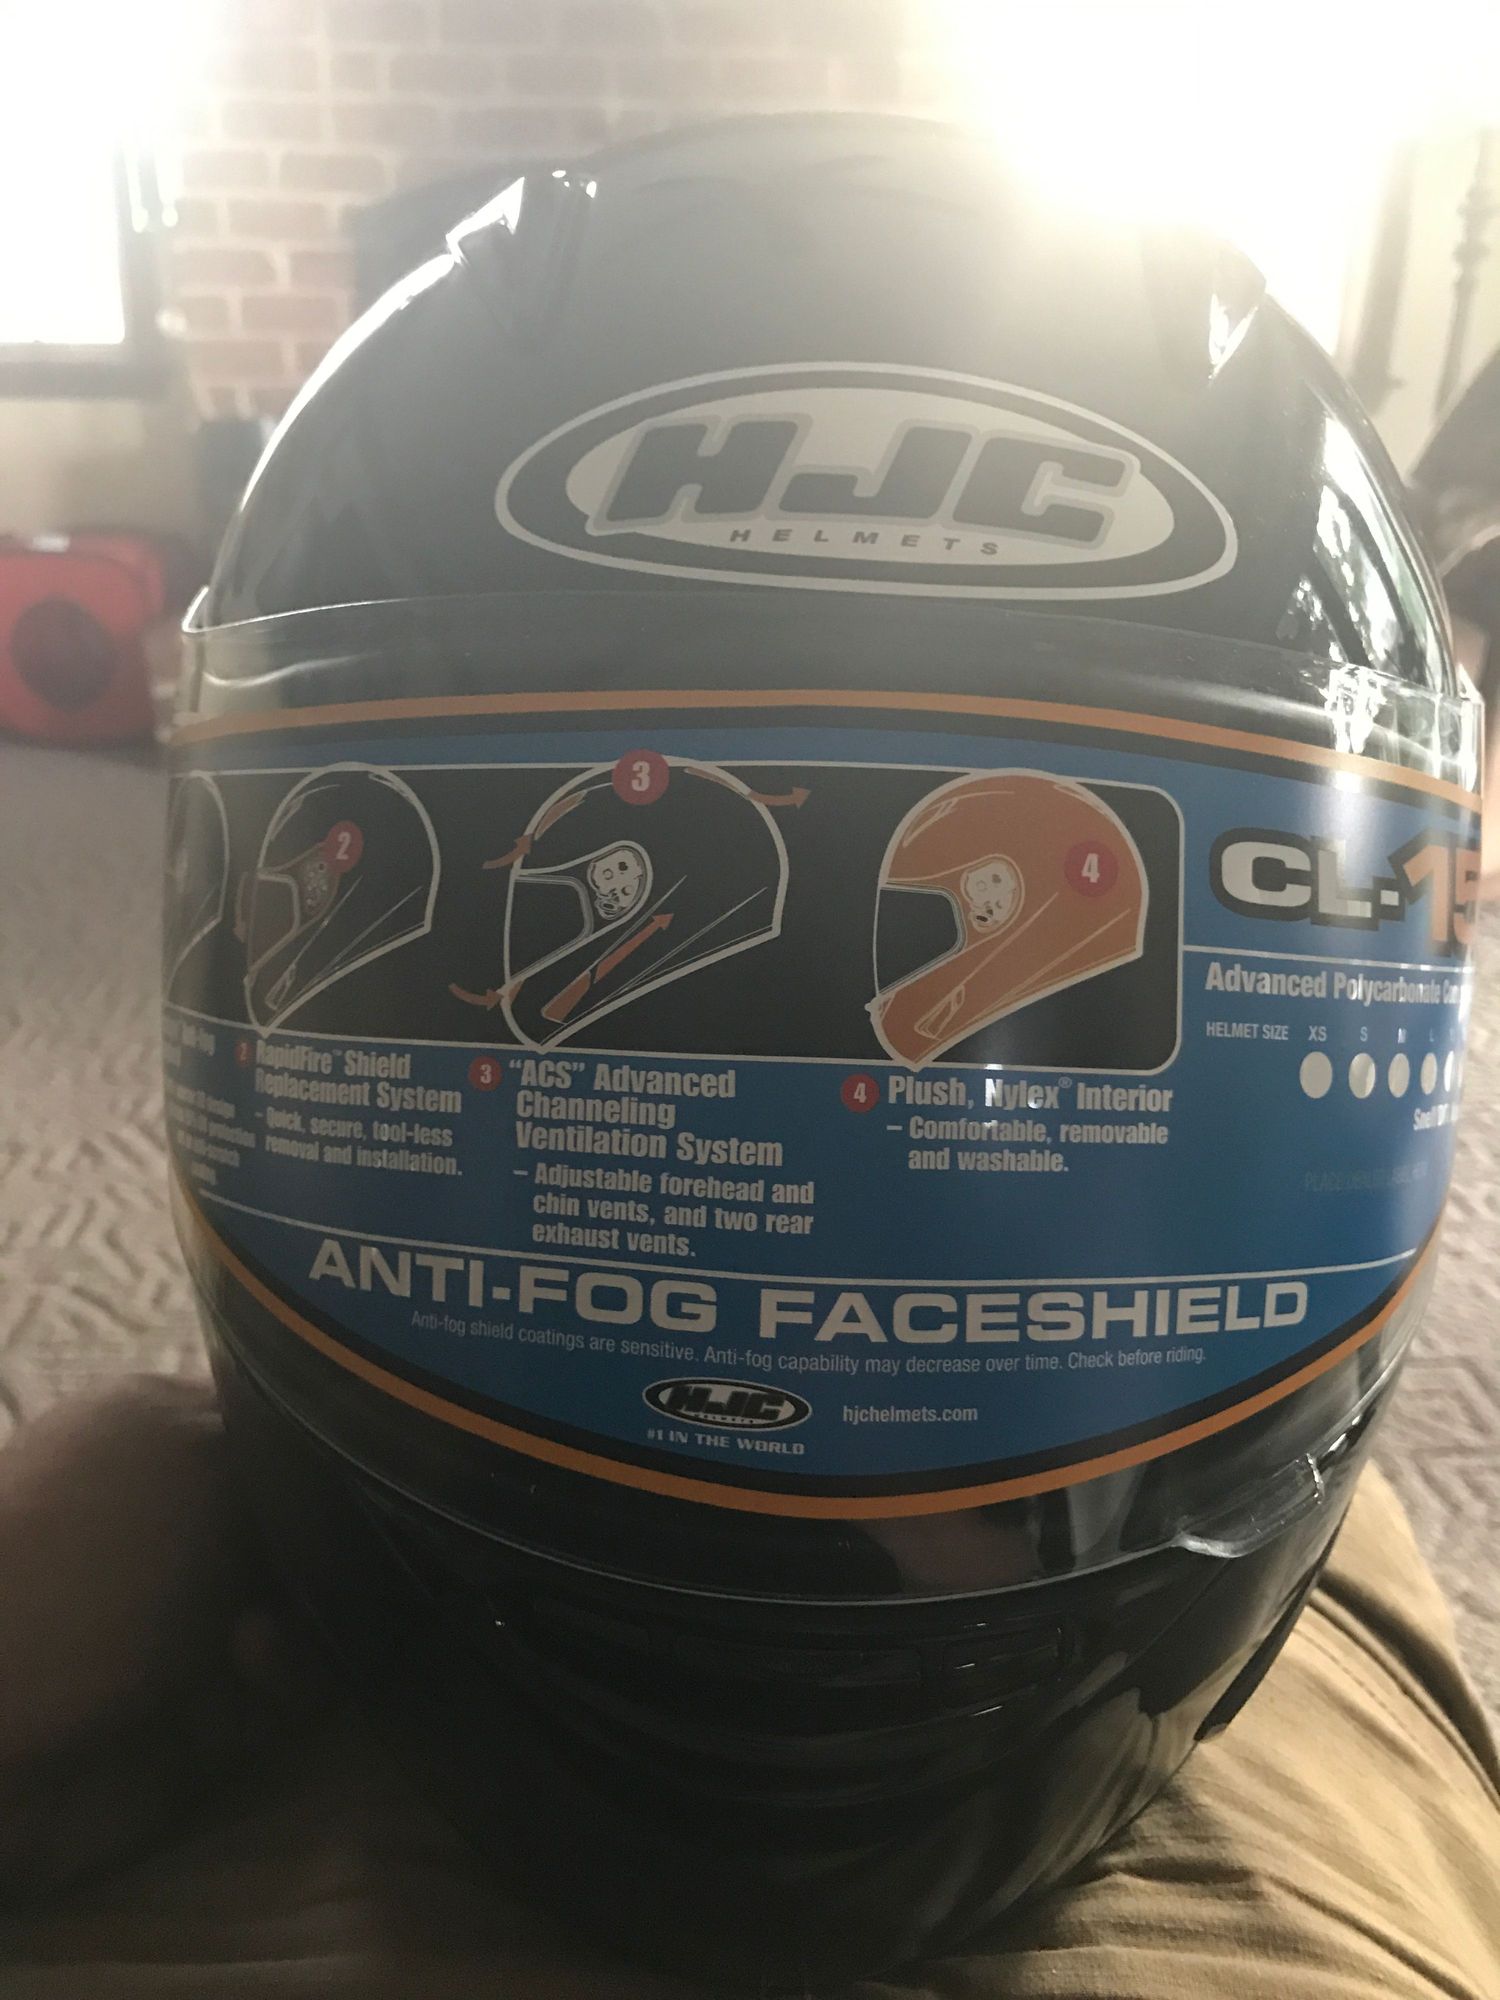 HJC
HELMETS
2
3
4
CL-15
Advanced Polycarbonate
HELMET SIZE XS S M L
2 RapidFire™ Shield
Replacement System
– Quick, secure, tool-less
removal and installation.
3 "ACS" Advanced
Channeling
Ventilation System
– Adjustable forehead and
chin vents, and two rear
exhaust vents.
4 Plush, Nylex® Interior
– Comfortable, removable
and washable.
ANTI-FOG FACESHIELD
Anti-fog shield coatings are sensitive. Anti-fog capability may decrease over time. Check before riding.
HJC
HELMETS
#1 IN THE WORLD
hjchelmets.com